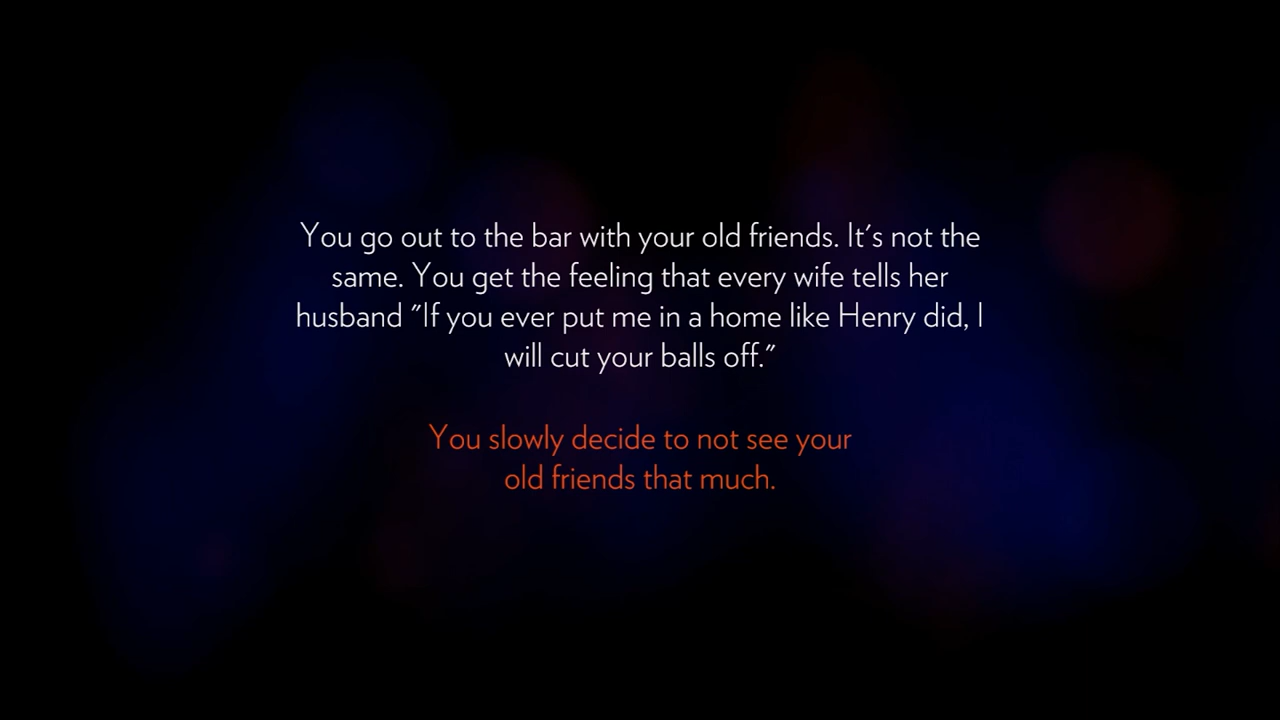 You go out to the bar with your old friends. It's not the
same. You get the feeling that every wife tells her
husband "If you ever put me in a home like Henry did, I
will cut your balls off."
You slowly decide to not see your
old friends that much.